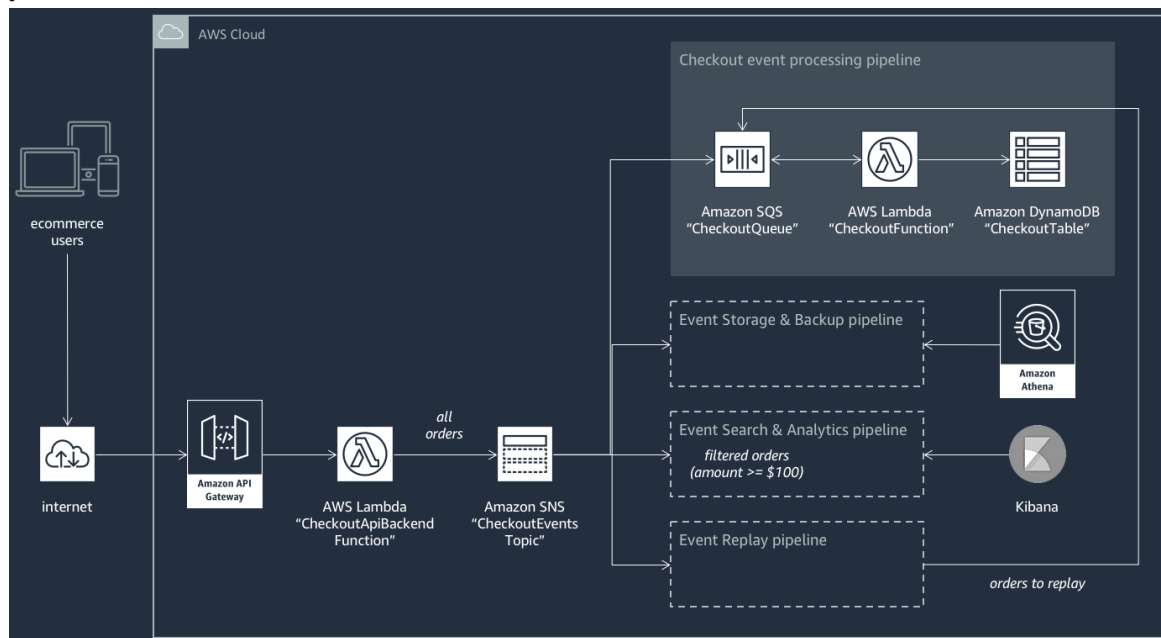 AWS Cloud
Checkout event processing pipeline
ecommerce
users
Amazon SQS
“CheckoutQueue”
AWS Lambda
“CheckoutFunction”
Amazon DynamoDB
“CheckoutTable”
Event Storage & Backup pipeline
Amazon
Athena
all
orders
Event Search & Analytics pipeline
filtered orders
(amount >= $100)
Kibana
internet
Amazon API
Gateway
AWS Lambda
“CheckoutApiBackend
Function”
Amazon SNS
“CheckoutEvents
Topic”
Event Replay pipeline
orders to replay